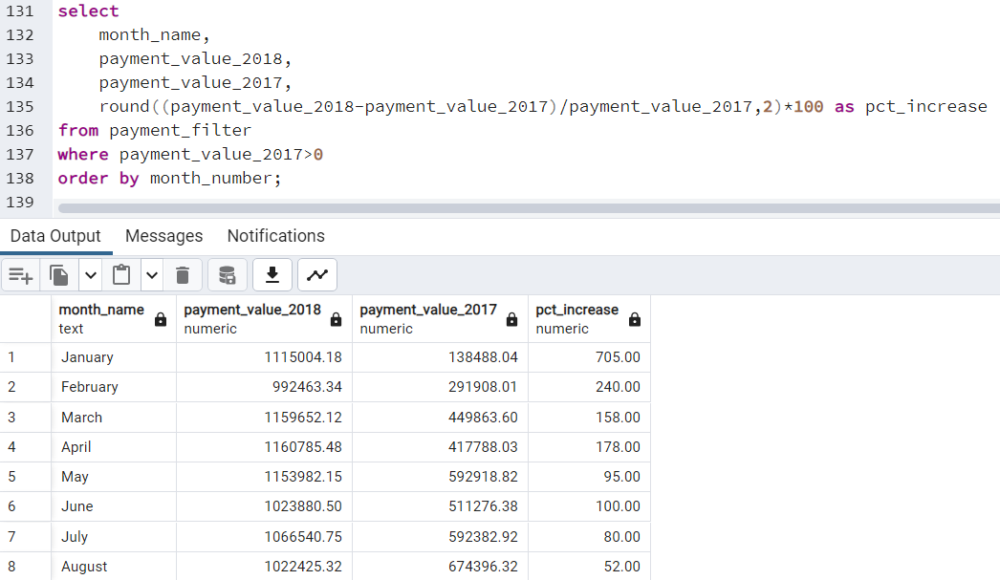 131 select
132 month_name,
133 payment_value_2018,
134 payment_value_2017,
135 round((payment_value_2018-payment_value_2017)/payment_value_2017,2)*100 as pct_increase
136 from payment_filter
137 where payment_value_2017>0
138 order by month_number;
139
Data Output Messages Notifications
month_name payment_value_2018 payment_value_2017 pct_increase
text numeric numeric numeric
1 January 1115004.18 138488.04 705.00
2 February 992463.34 291908.01 240.00
3 March 1159652.12 449863.60 158.00
4 April 1160785.48 417788.03 178.00
5 May 1153982.15 592918.82 95.00
6 June 1023880.50 511276.38 100.00
7 July 1066540.75 592382.92 80.00
8 August 1022425.32 674396.32 52.00